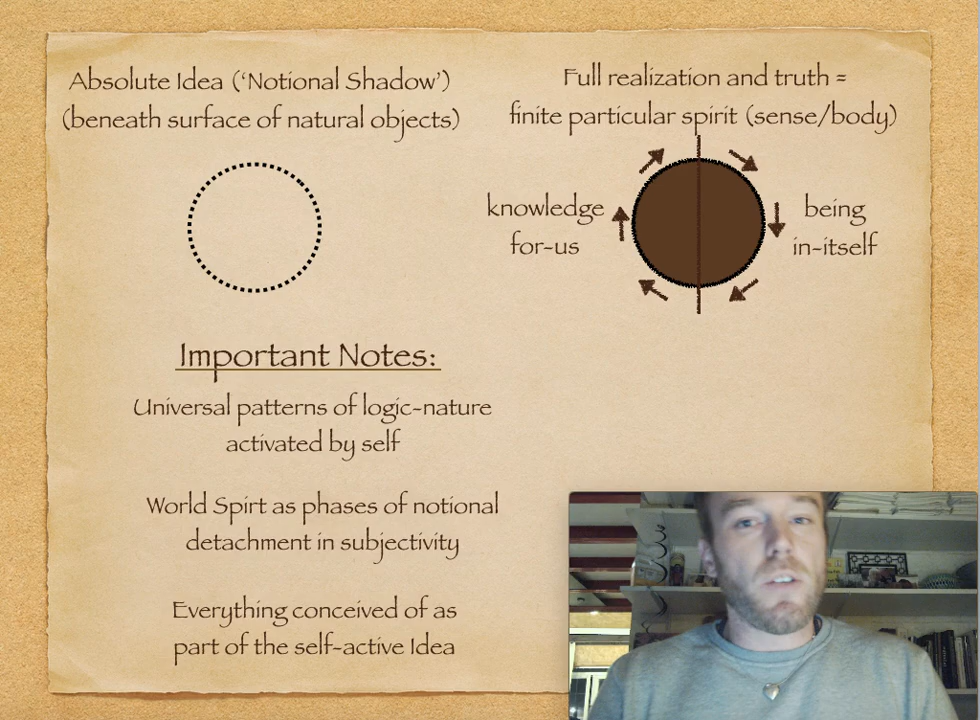 Absolute Idea (‘Notional Shadow’)
(beneath surface of natural objects)
Full realization and truth =
finite particular spirit (sense/body)
knowledge
for-us
being
in-itself
Important Notes:
Universal patterns of logic-nature
activated by self
World Spirt as phases of notional
detachment in subjectivity
Everything conceived of as
part of the self-active Idea